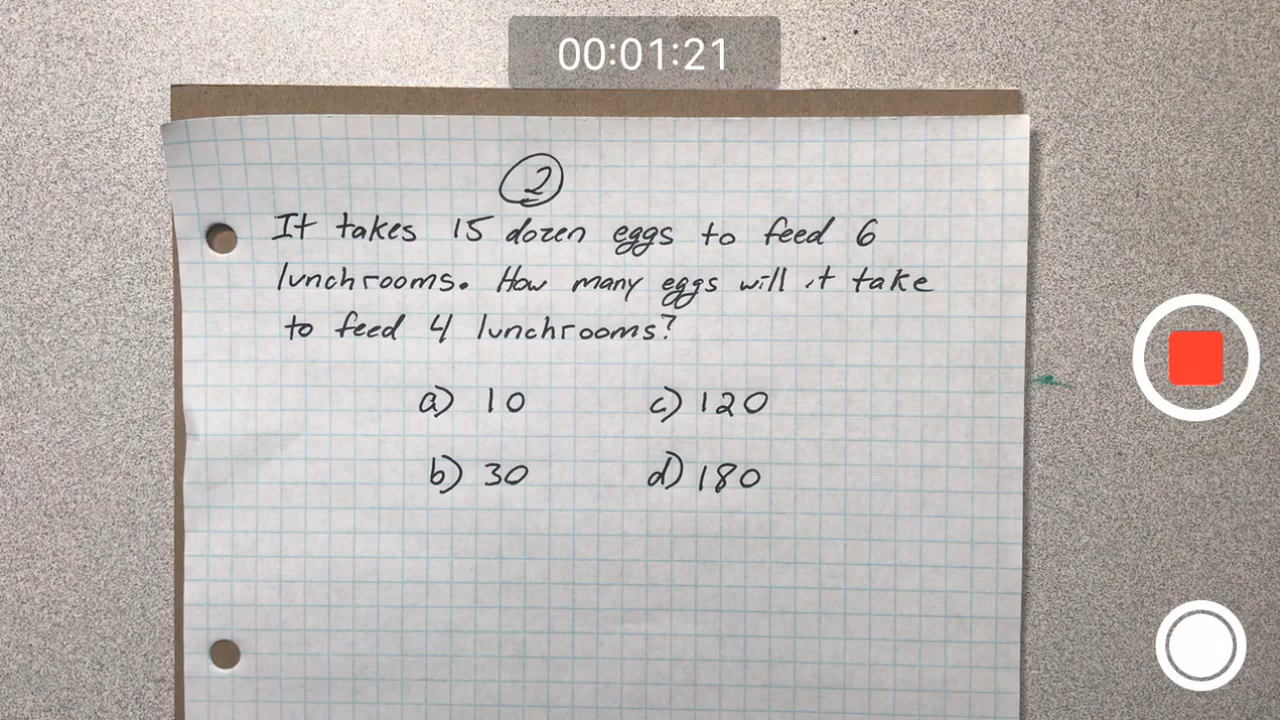 00:01:21
2
It takes 15 dozen eggs to feed 6
lunchrooms. How many eggs will it take
to feed 4 lunchrooms?
a) 10 c) 120
b) 30 d) 180